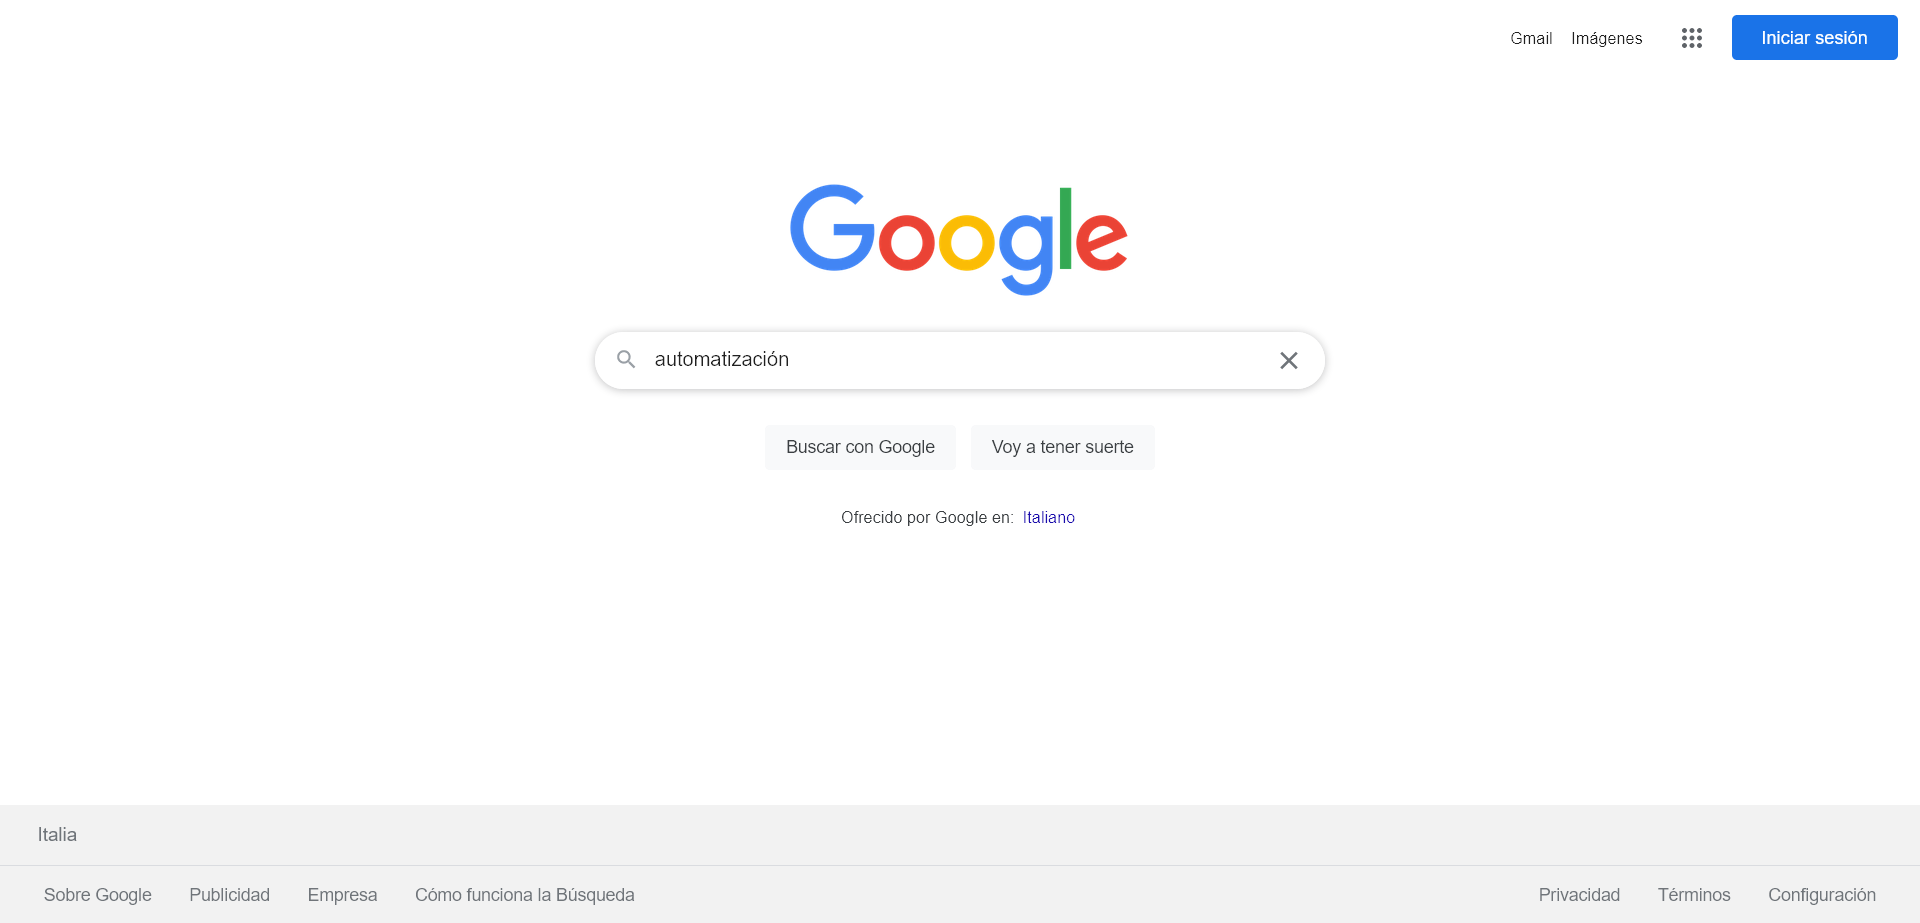 Gmail Imágenes Iniciar sesión
Google
automatización
Buscar con Google Voy a tener suerte
Ofrecido por Google en: Italiano
Italia
Sobre Google Publicidad Empresa Cómo funciona la Búsqueda Privacidad Términos Configuración